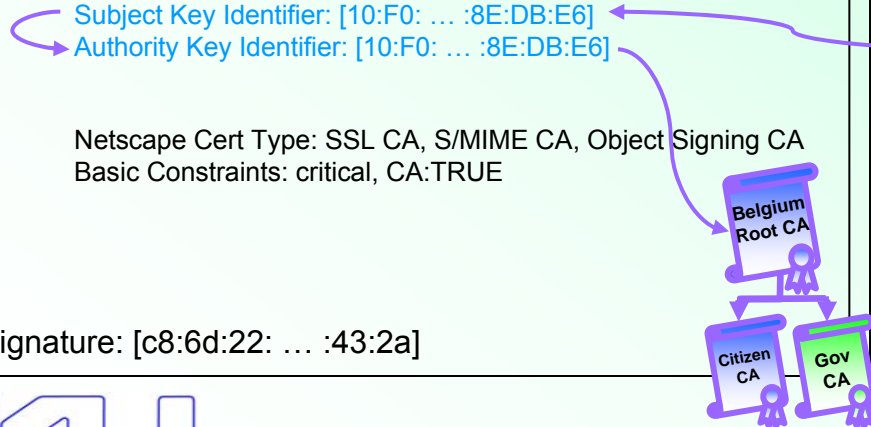 Subject Key Identifier: [10:F0: … :8E:DB:E6]
Authority Key Identifier: [10:F0: … :8E:DB:E6]
Netscape Cert Type: SSL CA, S/MIME CA, Object Signing CA
Basic Constraints: critical, CA:TRUE
Belgium
Root CA
ignature: [c8:6d:22: … :43:2a]
Citizen
CA
Gov
CA